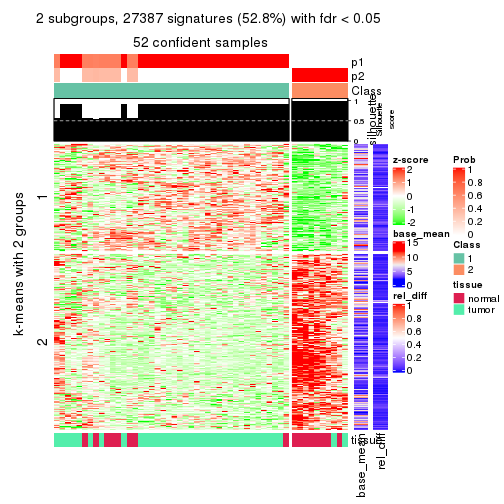 2 subgroups, 27387 signatures (52.8%) with fdr < 0.05
52 confident samples
p1
p2
Class
1
0.5
0
silhouette
Silhouette
score
k-means with 2 groups
1
2
tissue
base_mean
rel_diff
z-score
2
1
0
-1
-2
base_mean
15
10
5
0
rel_diff
1
0.8
0.6
0.4
0.2
0
Prob
1
0.8
0.6
0.4
0.2
0
Class
1
2
tissue
normal
tumor